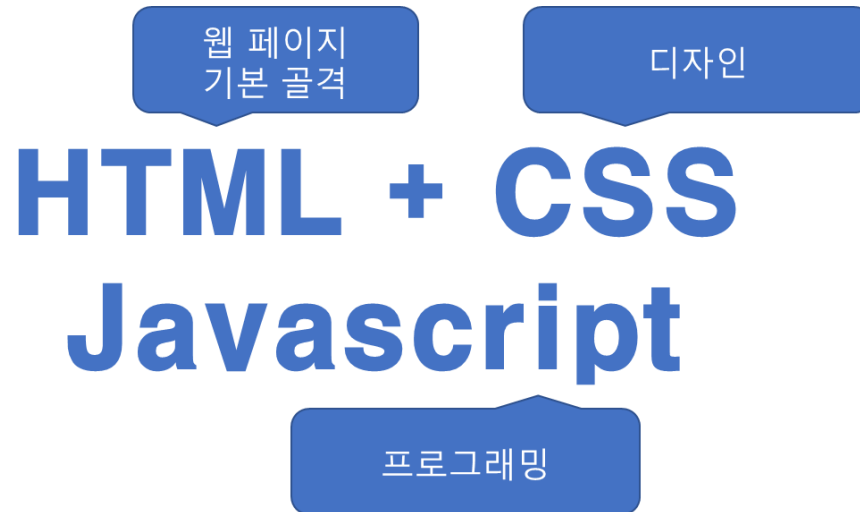 웹 페이지
기본 골격
디자인
HTML + CSS
Javascript
프로그래밍